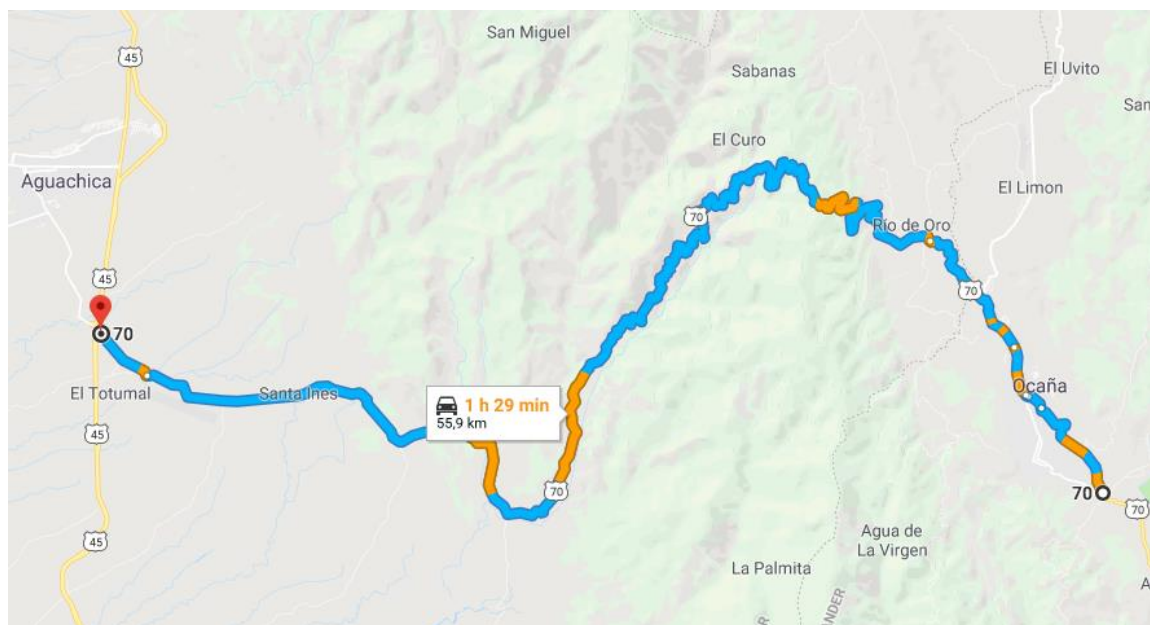 45
San Miguel
Sabanas
El Uvito
San
El Curo
Aguachica
El Limon
70
Río de Oro
45
70
70
El Totumal
Santa Ines
1 h 29 min
55,9 km
Ocaña
45
70
70
70
45
Agua de
La Virgen
La Palmita
A
ANDER